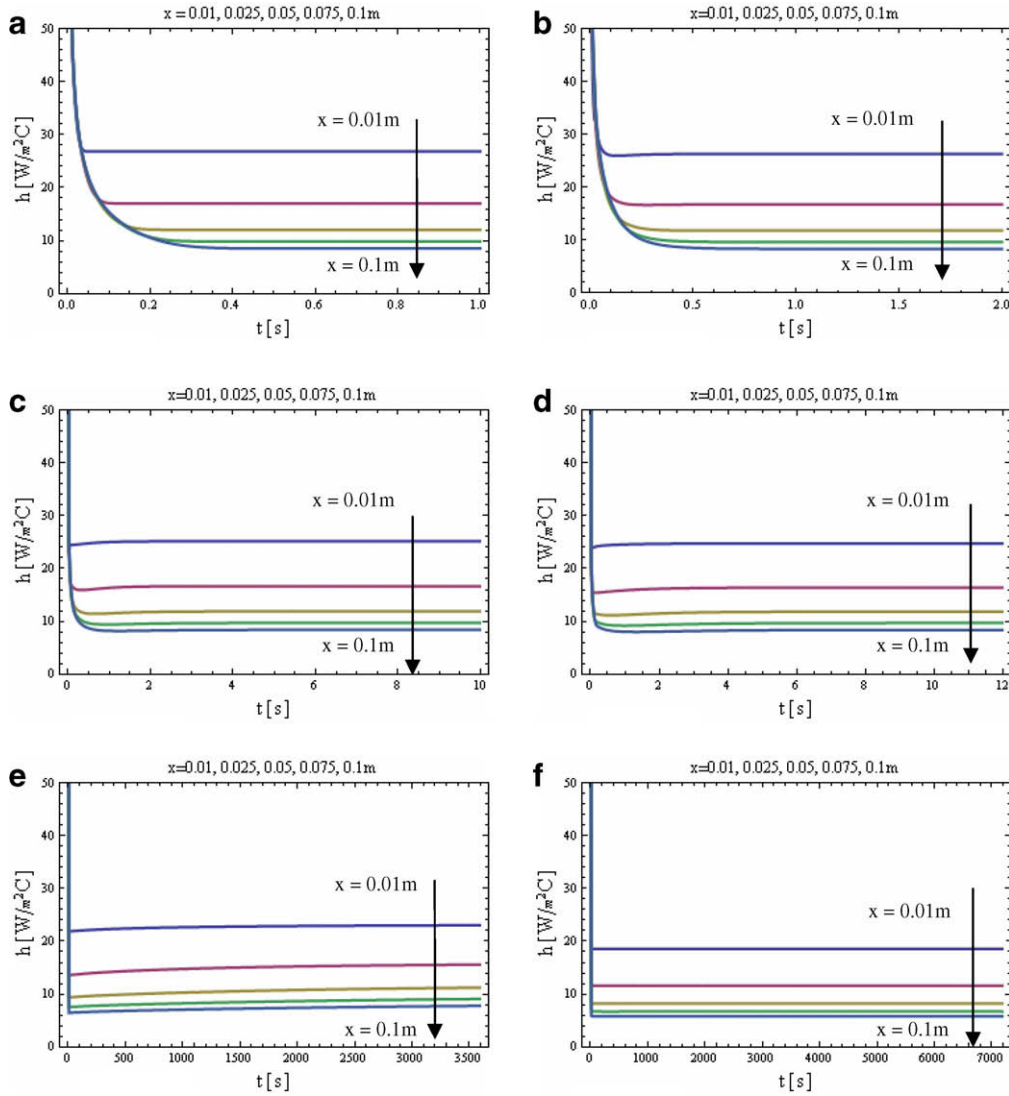 a
x = 0.01, 0.025, 0.05, 0.075, 0.1m
50
40
30
20
10
0
h [W/m²C]
x = 0.01m
x = 0.1m
0.0 0.2 0.4 0.6 0.8 1.0
t [s]
b
x=0.01, 0.025, 0.05, 0.075, 0.1m
50
40
30
20
10
0
h [W/m²C]
x = 0.01m
x = 0.1m
0.0 0.5 1.0 1.5 2.0
t [s]
c
x=0.01, 0.025, 0.05, 0.075, 0.1m
50
40
30
20
10
0
h [W/m²C]
x = 0.01m
x = 0.1m
0 2 4 6 8 10
t [s]
d
x=0.01, 0.025, 0.05, 0.075, 0.1m
50
40
30
20
10
0
h [W/m²C]
x = 0.01m
x = 0.1m
0 2 4 6 8 10 12
t [s]
e
x=0.01, 0.025, 0.05, 0.075, 0.1m
50
40
30
20
10
0
h [W/m²C]
x = 0.01m
x = 0.1m
0 500 1000 1500 2000 2500 3000 3500
t [s]
f
x=0.01, 0.025, 0.05, 0.075, 0.1m
50
40
30
20
10
0
h [W/m²C]
x = 0.01m
x = 0.1m
0 1000 2000 3000 4000 5000 6000 7000
t [s]